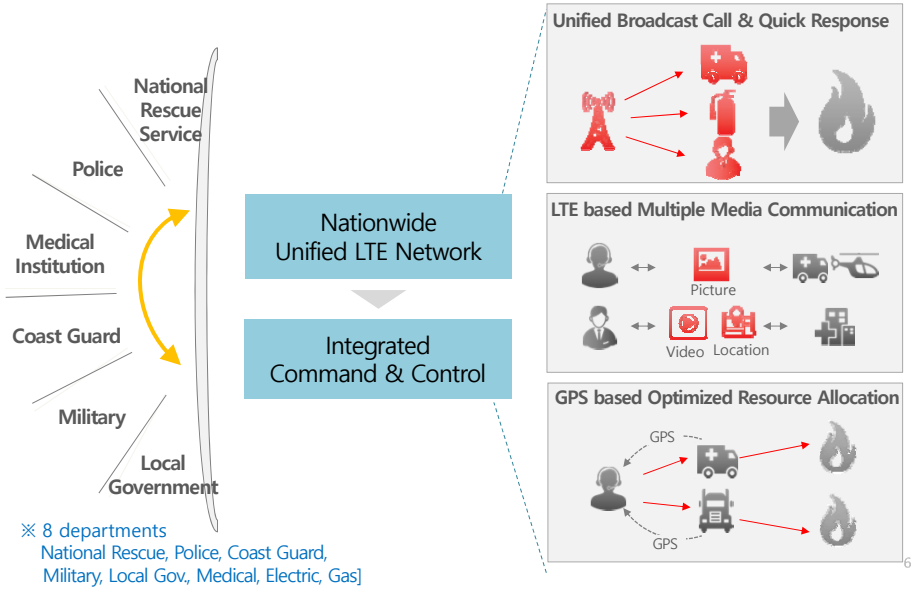 National
Rescue
Service
Police
Medical
Institution
Coast Guard
Military
Local
Government
※ 8 departments
National Rescue, Police, Coast Guard,
Military, Local Gov., Medical, Electric, Gas]
Nationwide
Unified LTE Network
Integrated
Command & Control
Unified Broadcast Call & Quick Response
LTE based Multiple Media Communication
Picture
Video
Location
GPS based Optimized Resource Allocation
GPS
GPS
6